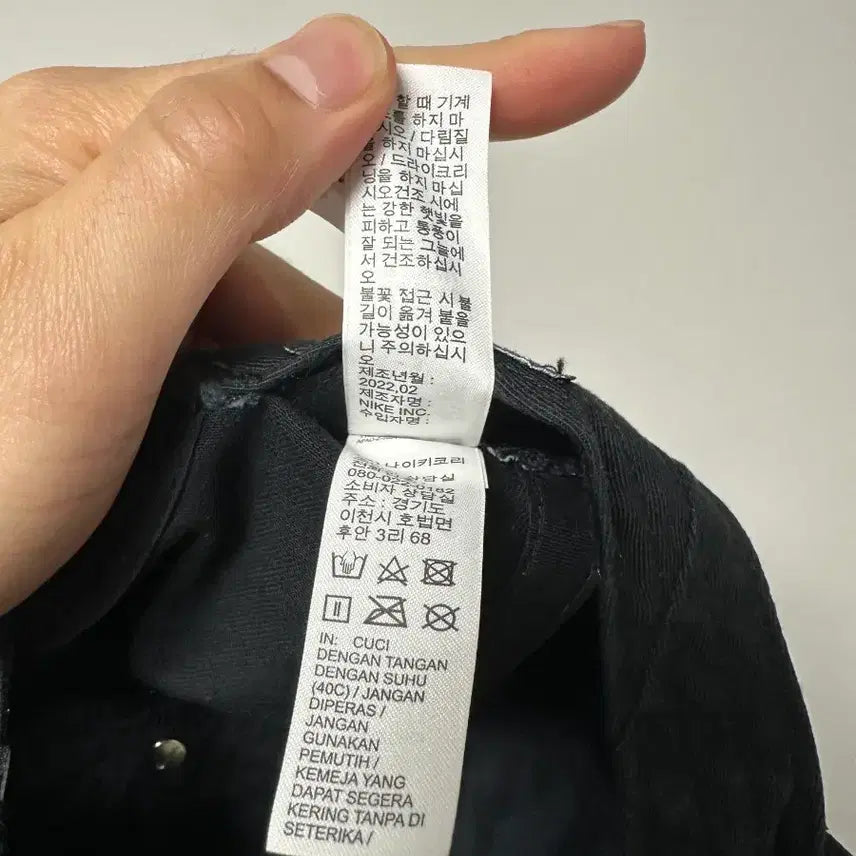 할 때 기계
를 하지 마
시오 / 다림질
을 하지 마십시
오 / 드라이크리
닝을 하지 마십
시오건조 시에
는 강한 햇빛을
피하고 통풍이
잘 되는 그늘에
서 건조하십시
오
불꽃 접근 시 불
길이 옮겨 붙을
가능성이 있으
니 주의하십시
오
제조년월 :
2022,02
제조자명 :
NIKE INC.
수입자명 :
나이키코리
소비자 상담실
주소 : 경기도
이천시 호법면
후안 3리 68
IN: CUCI
DENGAN TANGAN
DENGAN SUHU
(40C) / JANGAN
DIPERAS /
JANGAN
GUNAKAN
PEMUTIH /
KEMEJA YANG
DAPAT SEGERA
KERING TANPA DI
SETERIKA /